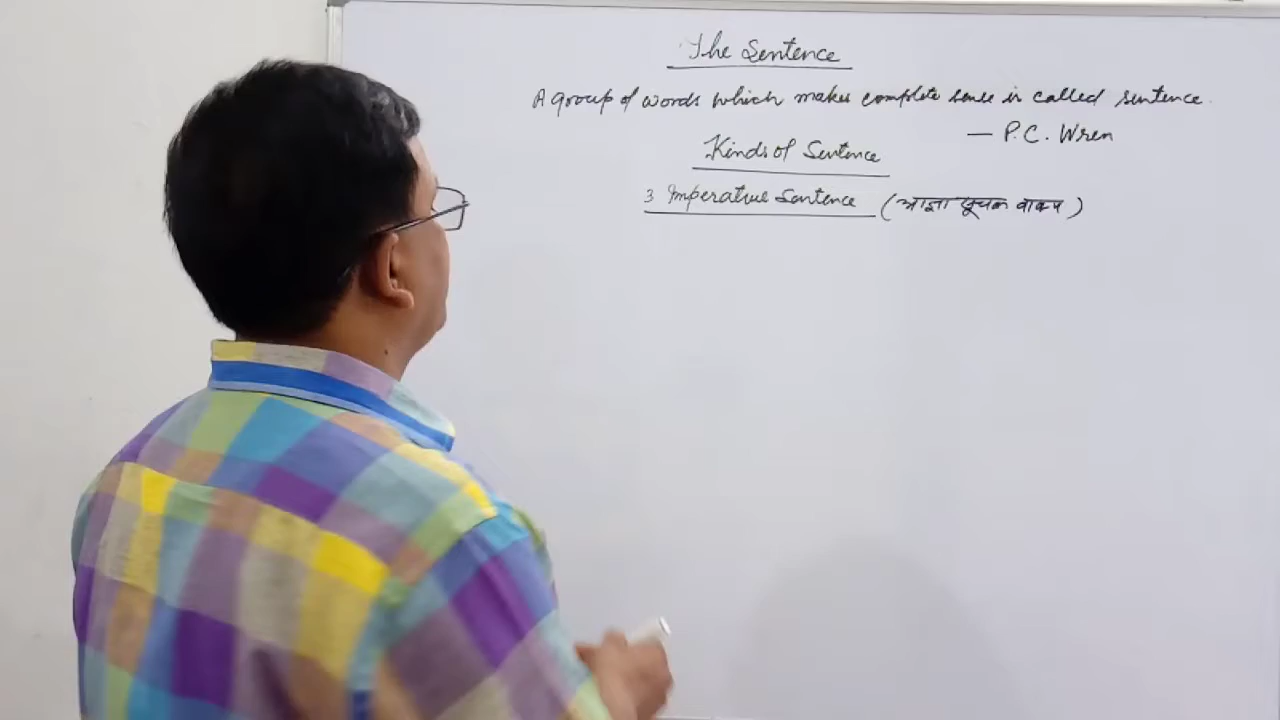 The Sentence
A group of words which makes complete sense is called sentence.
— P.C. Wren
Kinds of Sentence
3 Imperative Sentence (आज्ञा सूचक वाक्य)